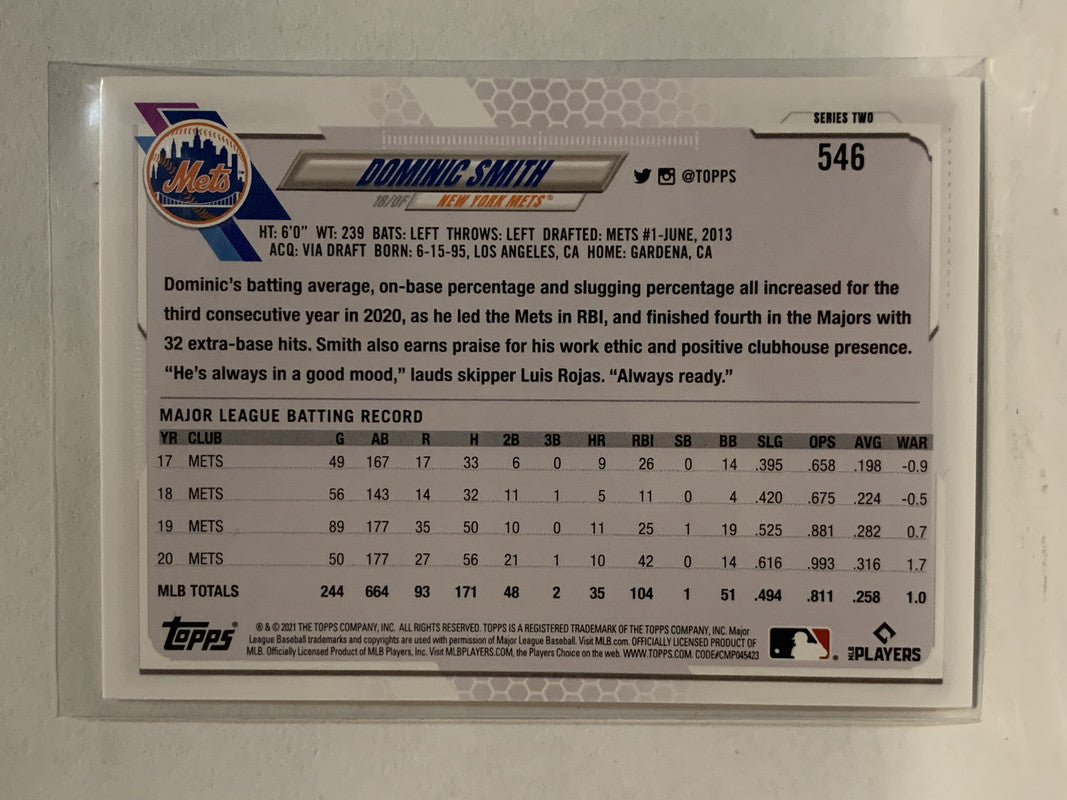 SERIES TWO
546
Mets
DOMINIC SMITH
@TOPPS
1B/OF NEW YORK METS®
HT: 6'0" WT: 239 BATS: LEFT THROWS: LEFT DRAFTED: METS #1-JUNE, 2013
ACQ: VIA DRAFT BORN: 6-15-95, LOS ANGELES, CA HOME: GARDENA, CA
Dominic's batting average, on-base percentage and slugging percentage all increased for the
third consecutive year in 2020, as he led the Mets in RBI, and finished fourth in the Majors with
32 extra-base hits. Smith also earns praise for his work ethic and positive clubhouse presence.
"He's always in a good mood," lauds skipper Luis Rojas. "Always ready."
MAJOR LEAGUE BATTING RECORD
YR CLUB G AB R H 2B 3B HR RBI SB BB SLG OPS AVG WAR
17 METS 49 167 17 33 6 0 9 26 0 14 .395 .658 .198 -0.9
18 METS 56 143 14 32 11 1 5 11 0 4 .420 .675 .224 -0.5
19 METS 89 177 35 50 10 0 11 25 1 19 .525 .881 .282 0.7
20 METS 50 177 27 56 21 1 10 42 0 14 .616 .993 .316 1.7
MLB TOTALS 244 664 93 171 48 2 35 104 1 51 .494 .811 .258 1.0
TOPPS®
® & © 2021 THE TOPPS COMPANY, INC. ALL RIGHTS RESERVED. TOPPS IS A REGISTERED TRADEMARK OF THE TOPPS COMPANY, INC. Major
League Baseball trademarks and copyrights are used with permission of Major League Baseball. Visit MLB.com. OFFICIALLY LICENSED PRODUCT OF
MLB. Officially Licensed Product of MLB Players, Inc. Visit MLBPLAYERS.COM, the Players Choice on the web. WWW.TOPPS.COM. CODE#CMP045423
MLB PLAYERS